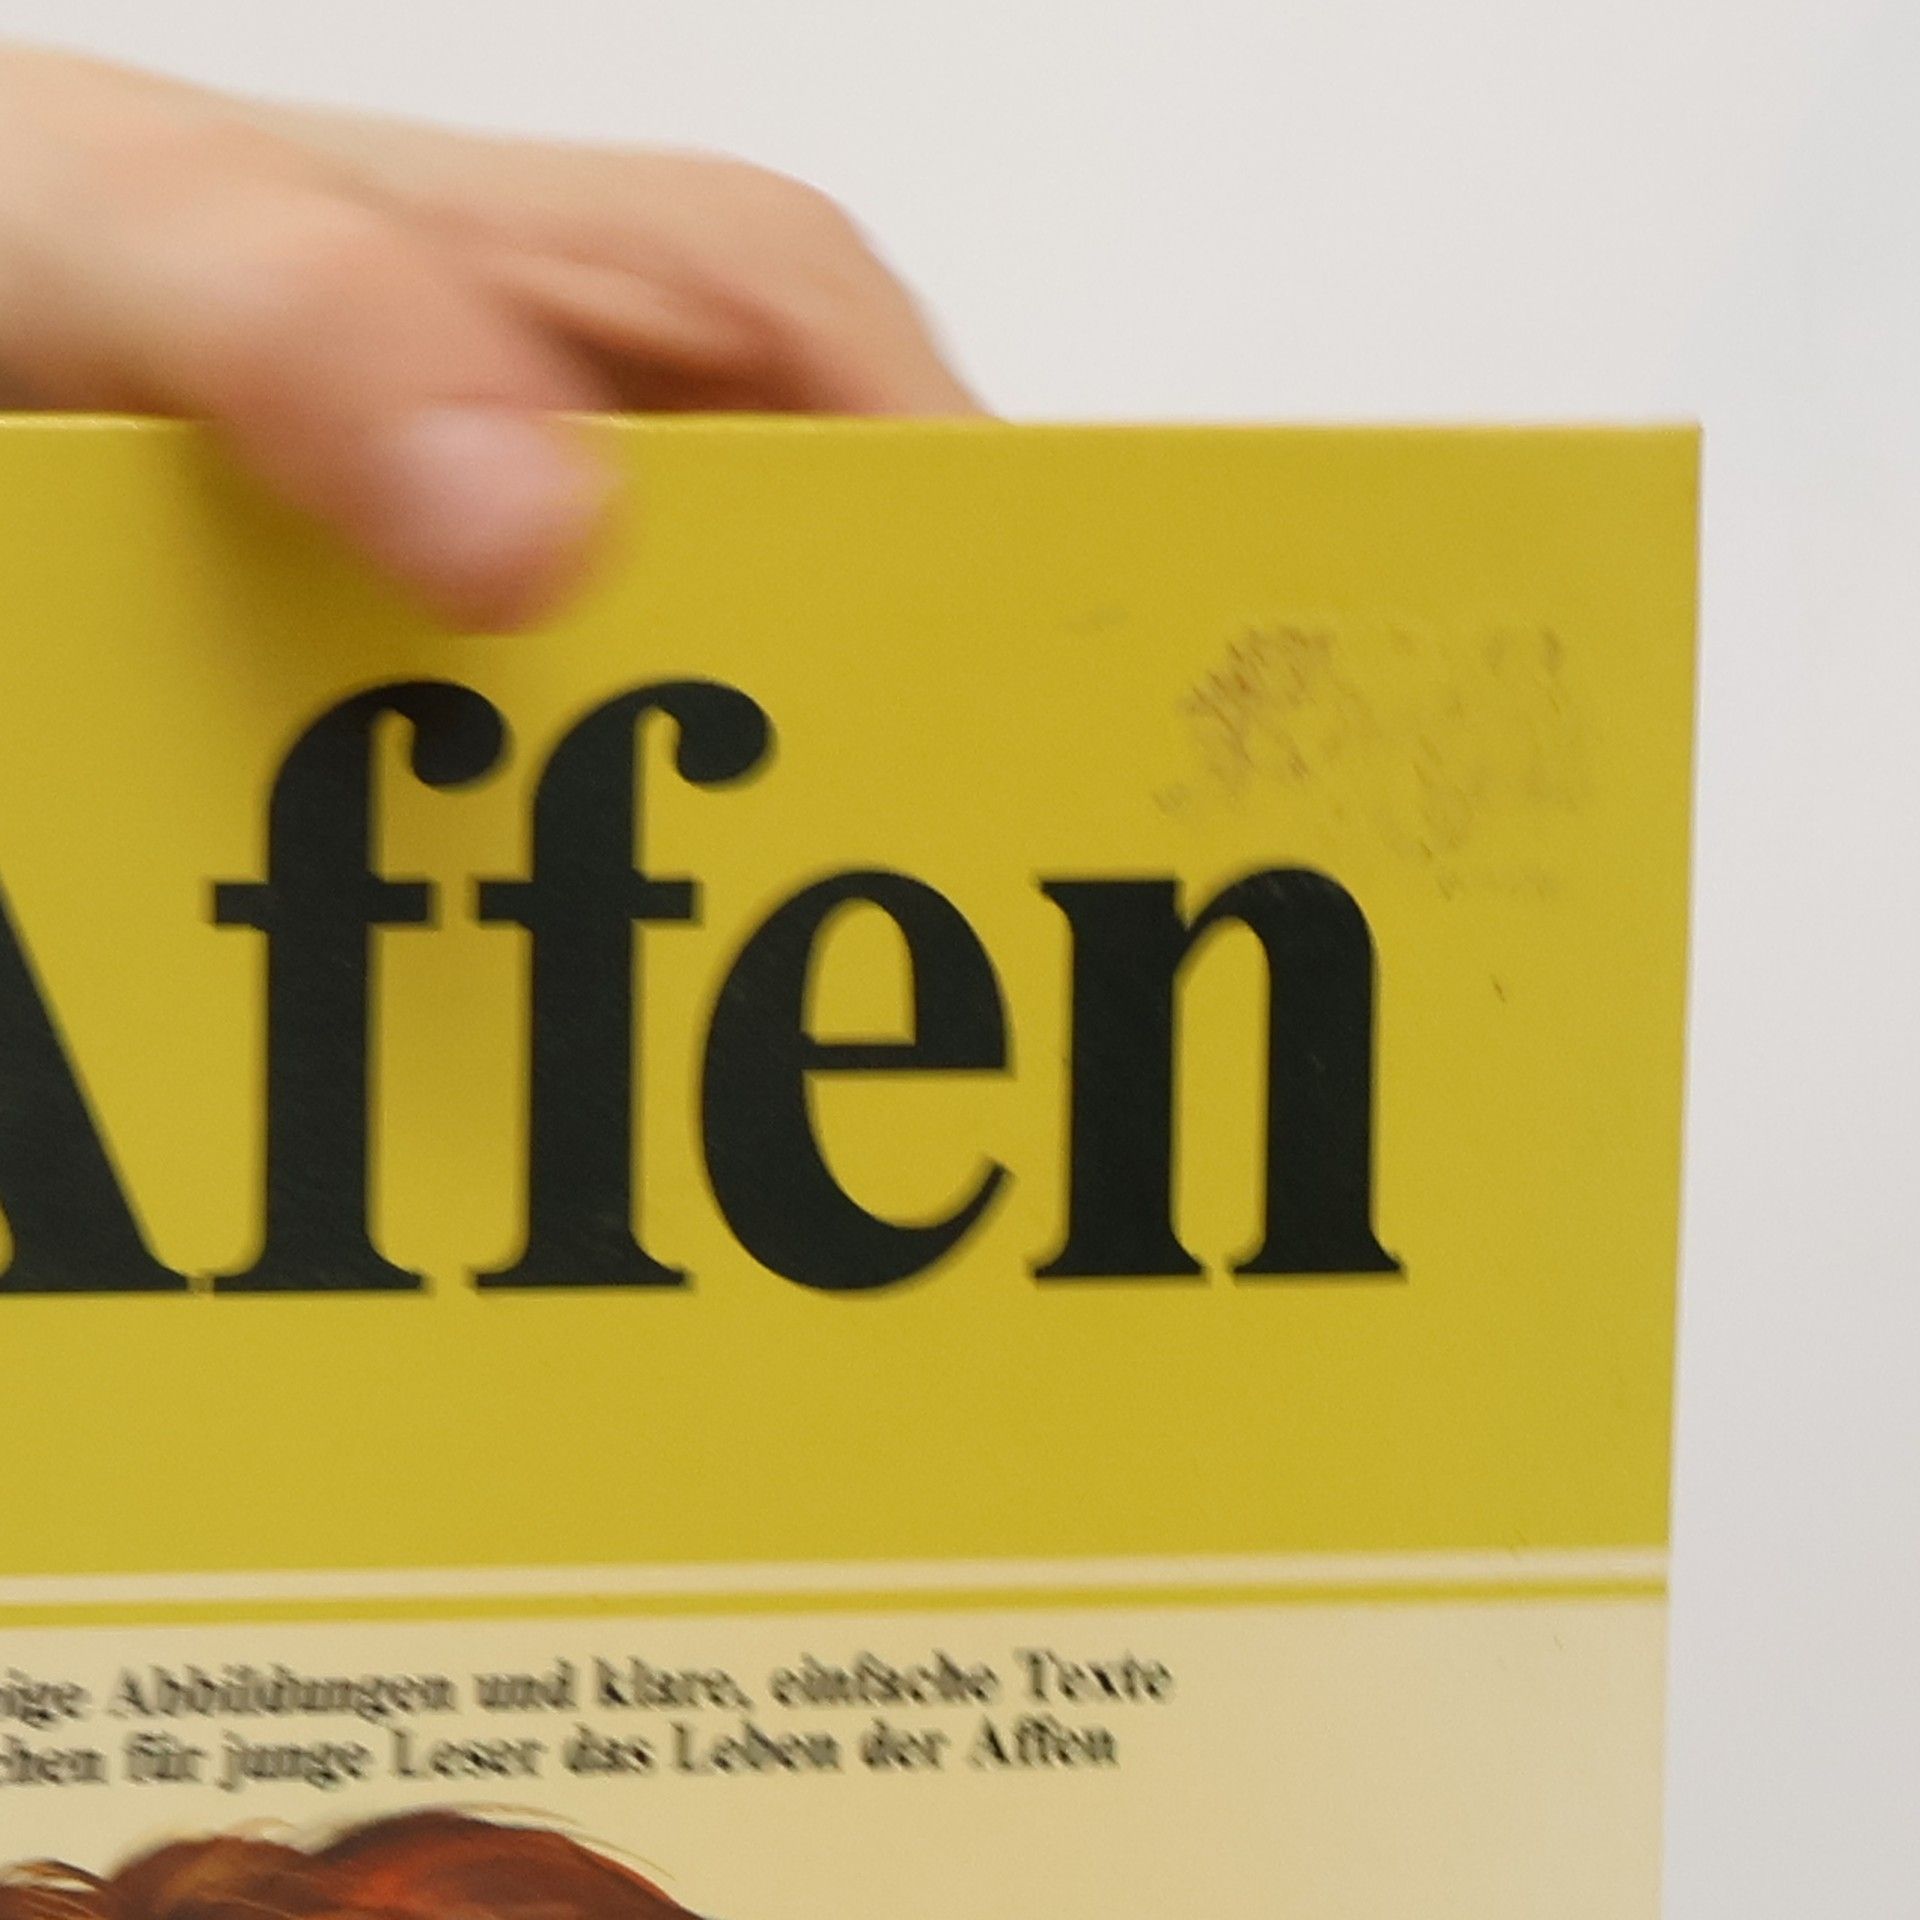 Affen
Abbildungen und klare, einfache Texte
für junge Leser das Leben der Affen